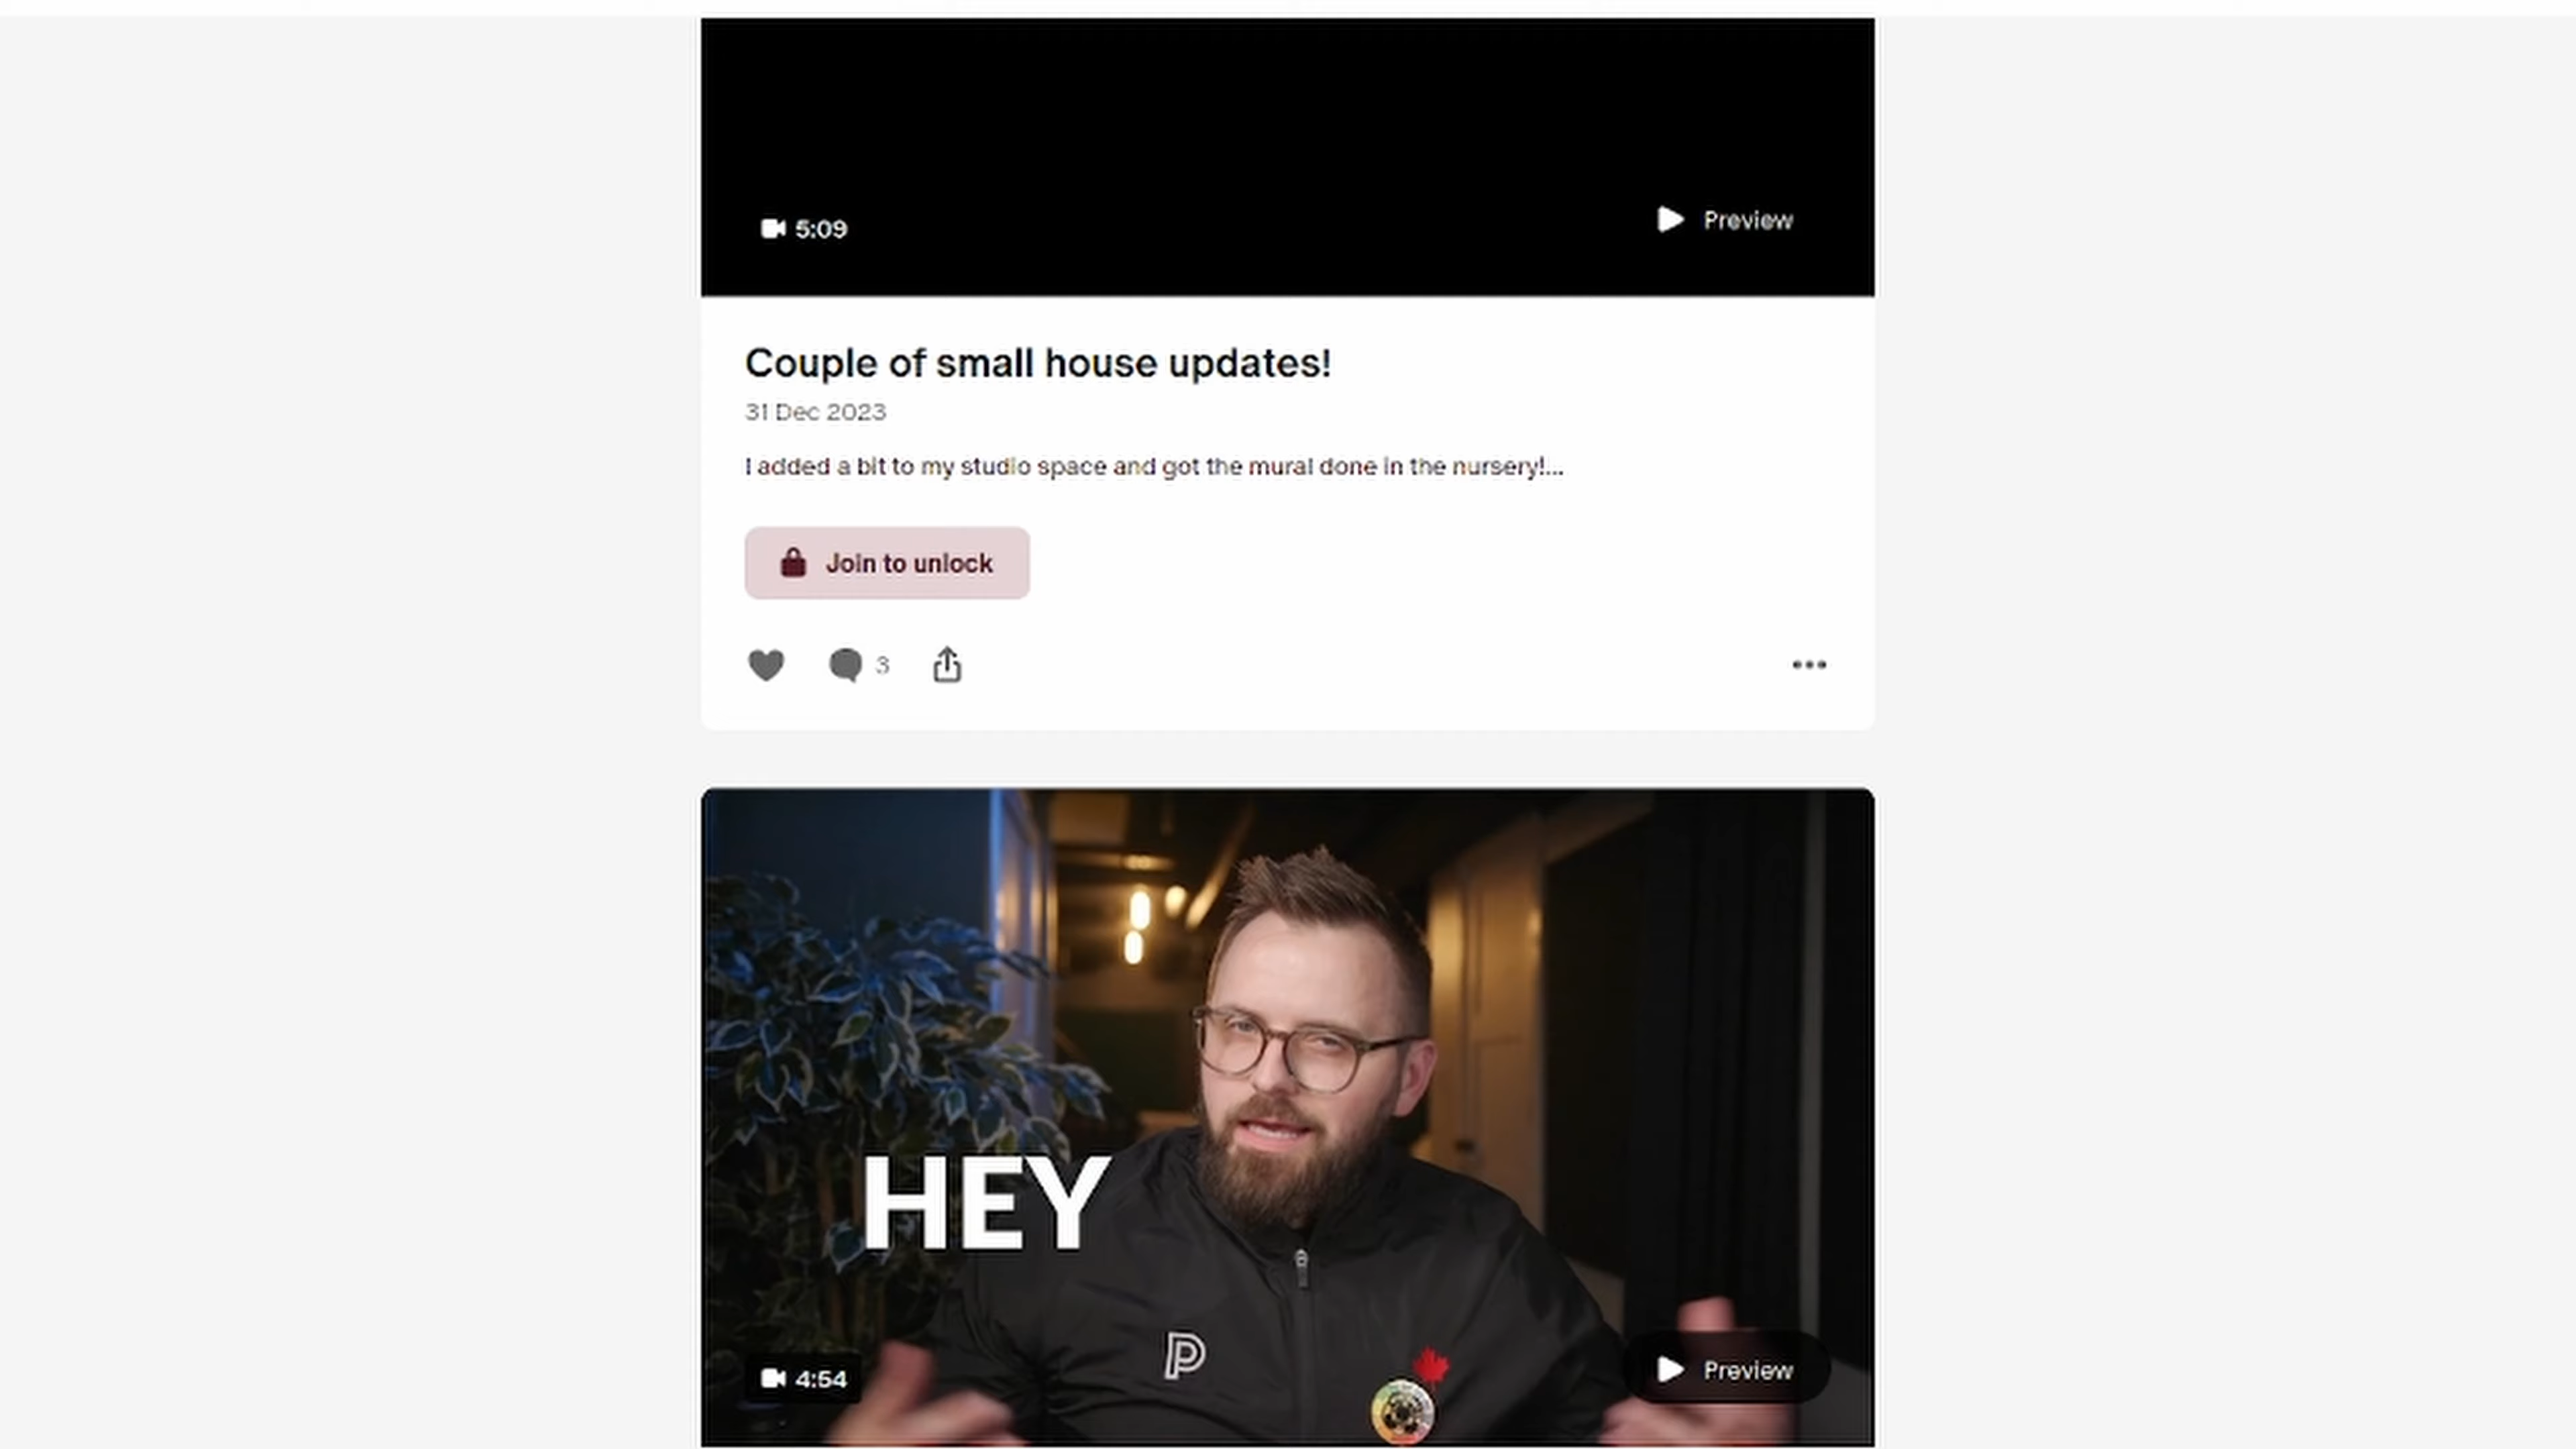 5:09
Preview
Couple of small house updates!
31 Dec 2023
I added a bit to my studio space and got the mural done in the nursery!...
Join to unlock
3
HEY
P
4:54
Preview